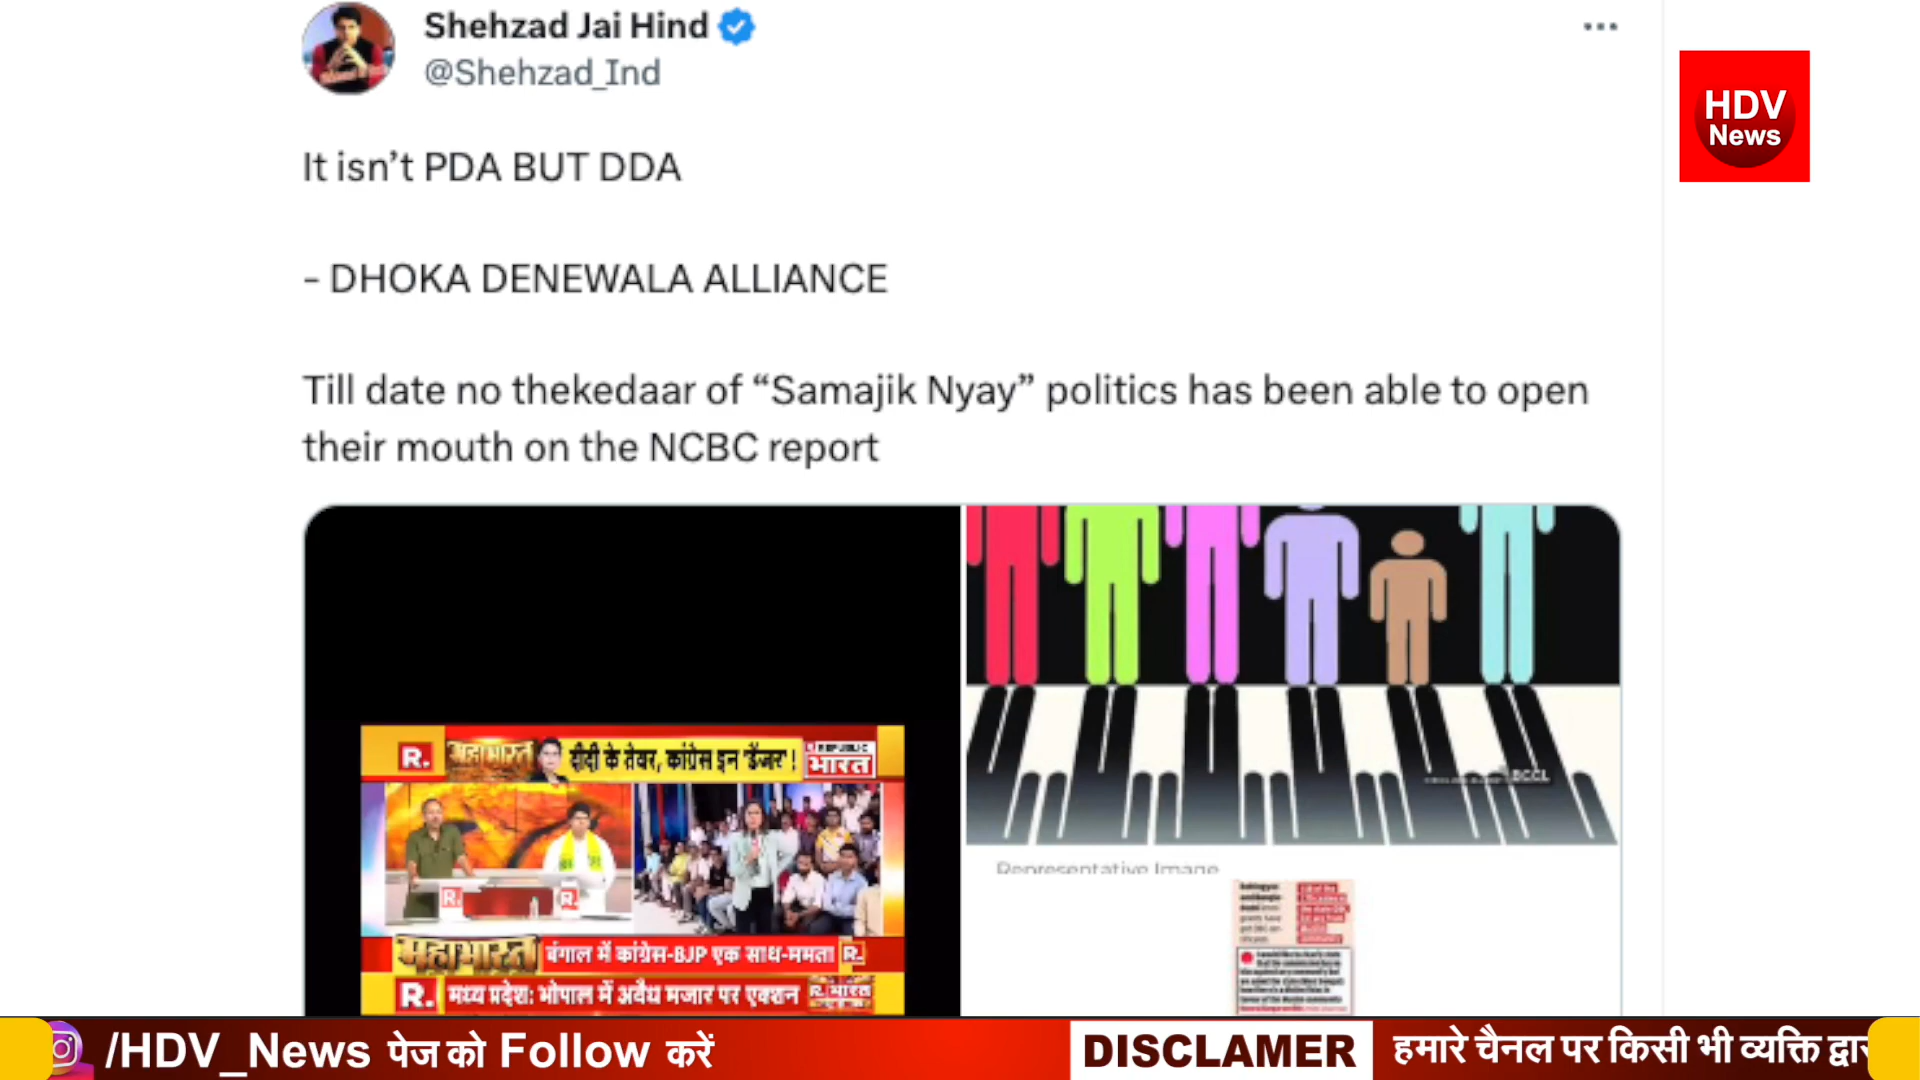 Shehzad Jai Hind
@Shehzad_Ind
HDV
News
It isn’t PDA BUT DDA
- DHOKA DENEWALA ALLIANCE
Till date no thekedaar of “Samajik Nyay” politics has been able to open
their mouth on the NCBC report
R. महाभारत दीदी के तेवर, कांग्रेस इन 'डेंजर' ! REPUBLIC भारत
BCCL
Representative Image
R. R.
महाभारत बंगाल में कांग्रेस-BJP एक साथ-ममता R.
R. मध्य प्रदेश: भोपाल में अवैध मजार पर एक्शन R. भारत
/HDV_News पेज को Follow करें DISCLAMER हमारे चैनल पर किसी भी व्यक्ति